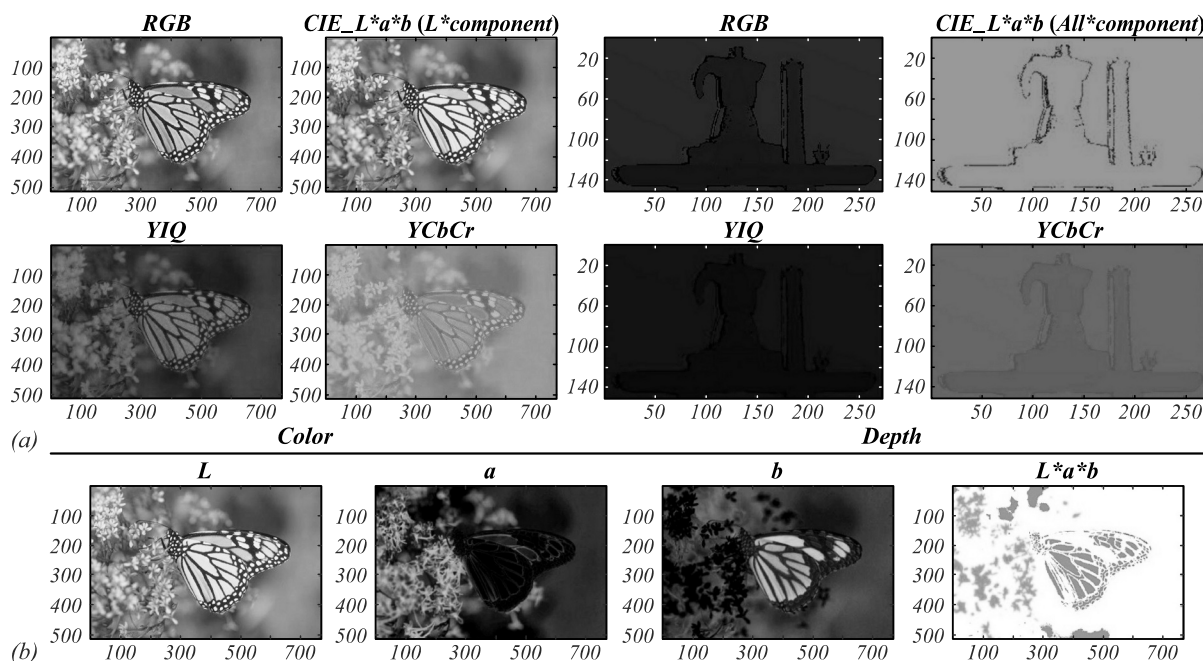 RGB CIE_L*a*b (L*component) RGB CIE_L*a*b (All*component)
100 100 20 20
200 200 60 60
300 300
400 400 100 100
500 500 140 140
100 300 500 700 100 300 500 700 50 100 150 200 250 50 100 150 200 250
YIQ YCbCr YIQ YCbCr
100 100 20 20
200 200 60 60
300 300
400 400 100 100
500 500 140 140
100 300 500 700 100 300 500 700 50 100 150 200 250 50 100 150 200 250
(a) Color Depth
L a b L*a*b
100 100 100 100
200 200 200 200
300 300 300 300
400 400 400 400
500 500 500 500
(b) 100 300 500 700 100 300 500 700 100 300 500 700 100 300 500 700